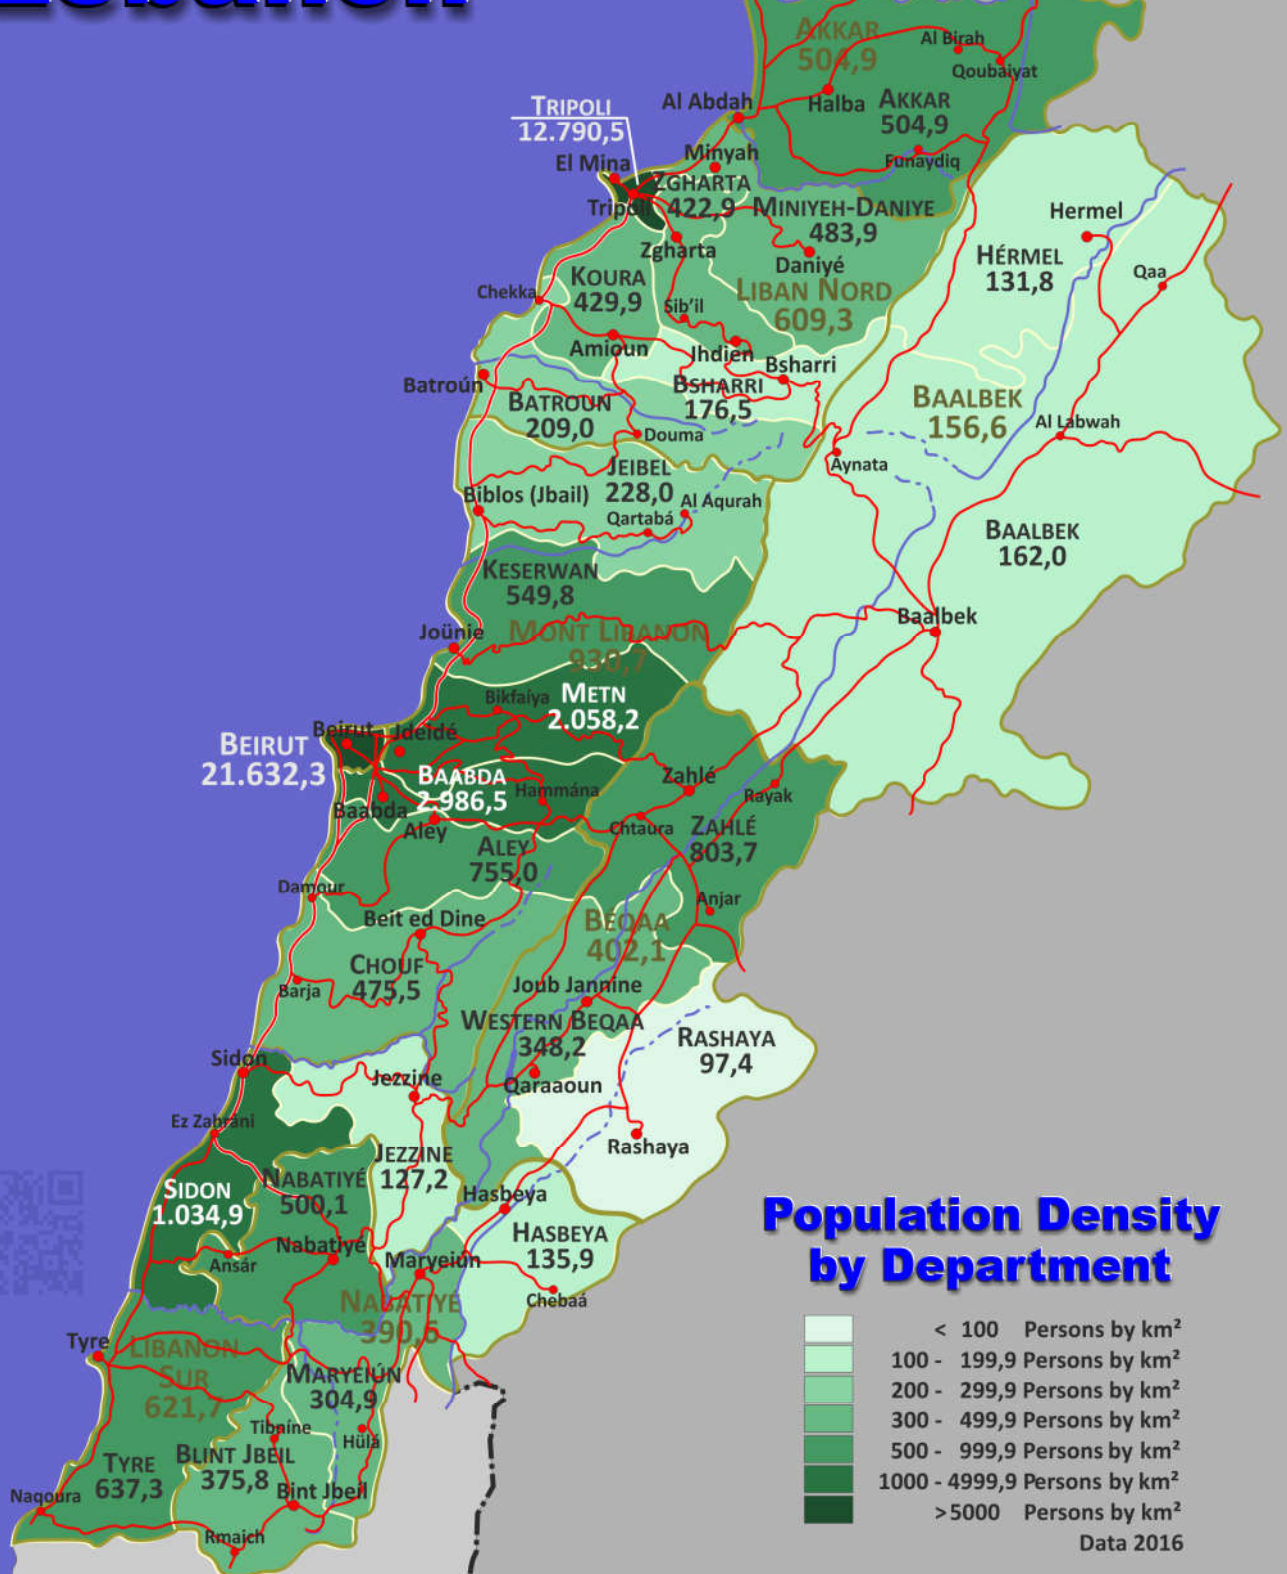 Lebanon
AKKAR
504,9
Al Birah
Qoubaiyat
Halba
AKKAR
504,9
Al Abdah
Funaydiq
TRIPOLI
12.790,5
El Mina
Minyah
Tripoli
ZGHARTA
422,9
MINIYEH-DANIYE
483,9
Zgharta
Daniyé
Hermel
HÉRMEL
131,8
Qaa
KOURA
429,9
LIBAN NORD
609,3
Chekka
Sib'il
Amioun
Ihdien
Bsharri
BSHARRI
176,5
Batroún
BATROUN
209,0
Douma
BAALBEK
156,6
Al Labwah
Aynata
JEIBEL
228,0
Biblos (Jbail)
Al Aqurah
Qartabá
BAALBEK
162,0
KESERWAN
549,8
Baalbek
Joünie
MONT LIBANON
930,7
METN
2.058,2
Bikfaíya
Beirut
Jdeidé
BEIRUT
21.632,3
BAABDA
2.986,5
Hammána
Zahlé
Rayak
Baabda
Aley
Chtaura
ZAHLÉ
803,7
ALEY
755,0
Damour
Anjar
Beit ed Dine
BEQAA
402,1
CHOUF
475,5
Barja
Joub Jannine
WESTERN BEQAA
348,2
RASHAYA
97,4
Sidon
Jezzine
Qaraaoun
Ez Zahráni
Rashaya
JEZZINE
127,2
NABATIYÉ
500,1
SIDON
1.034,9
Hasbeya
HASBEYA
135,9
Nabatiyé
Ansár
Maryeiún
Chebaá
NABATIYE
390,5
Tyre
LIBANON
SUR
621,7
MARYEIÚN
304,9
Tibníne
Hülá
BLINT JBEIL
375,8
TYRE
637,3
Bint Jbeil
Naqoura
Rmaich
Population Density
by Department
< 100 Persons by km²
100 - 199,9 Persons by km²
200 - 299,9 Persons by km²
300 - 499,9 Persons by km²
500 - 999,9 Persons by km²
1000 - 4999,9 Persons by km²
>5000 Persons by km²
Data 2016